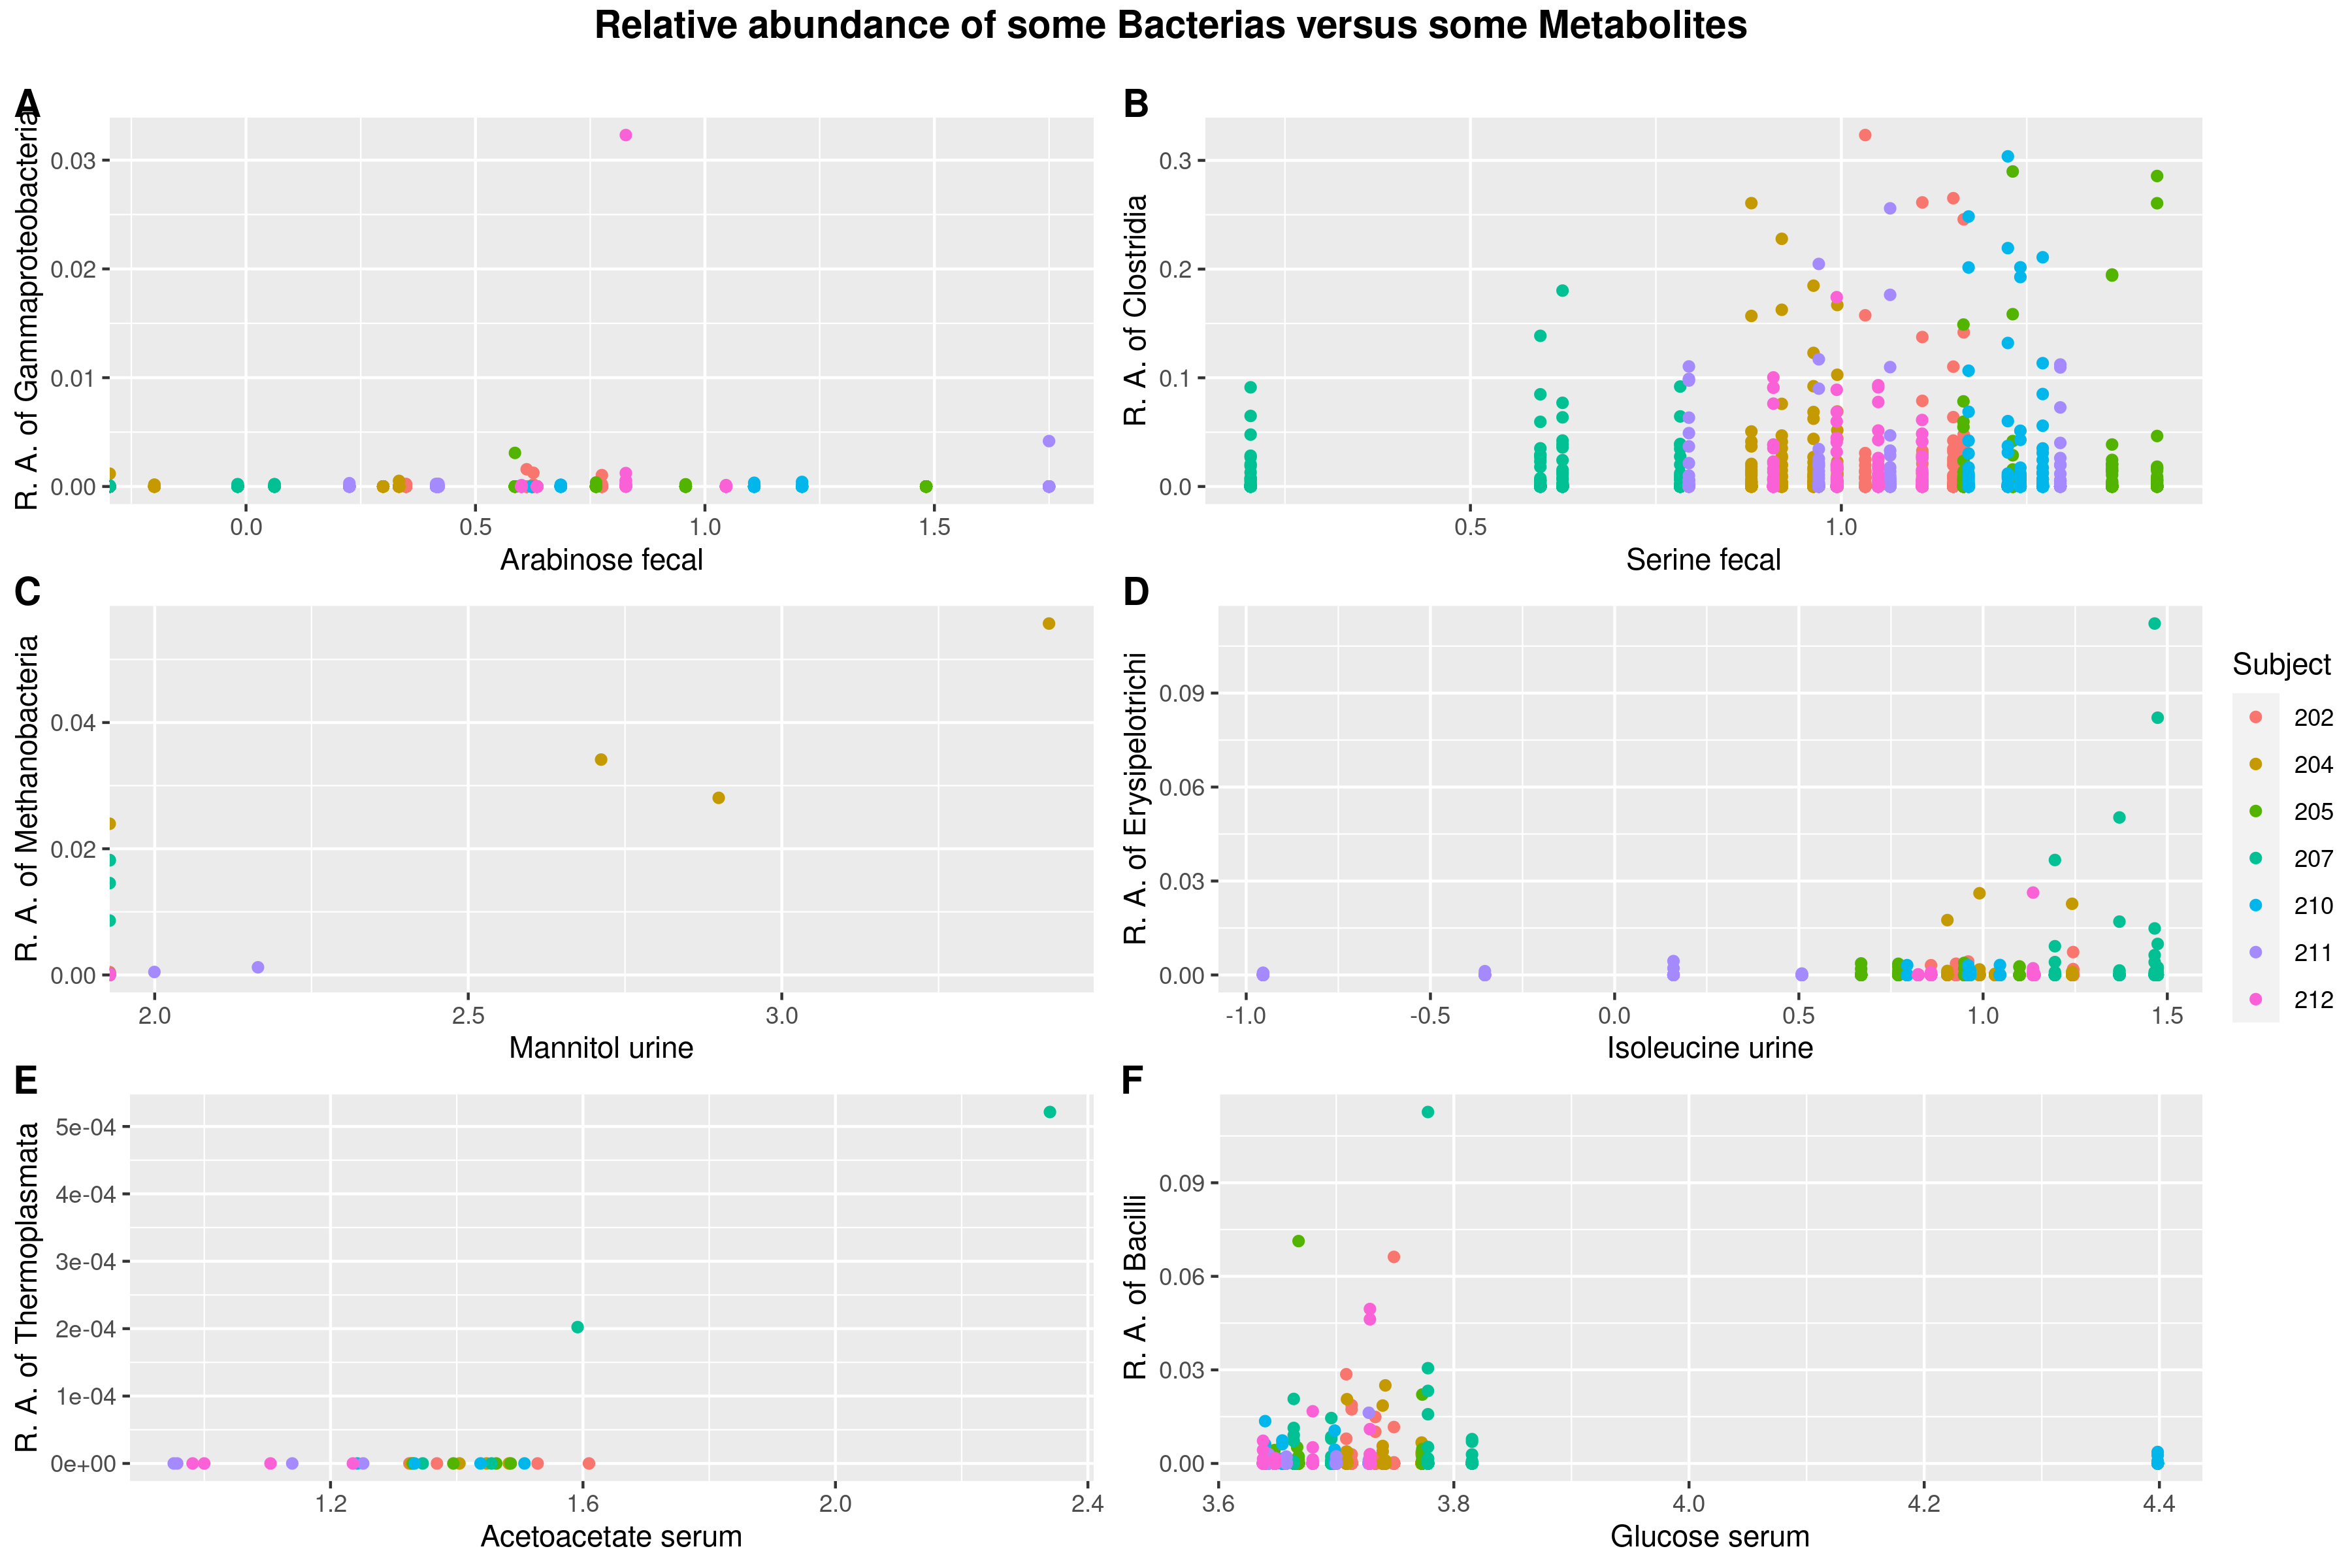 Relative abundance of some Bacterias versus some Metabolites
A
R. A. of Gammaproteobacteria
0.03
0.02
0.01
0.00
0.0 0.5 1.0 1.5
Arabinose fecal
B
R. A. of Clostridia
0.3
0.2
0.1
0.0
0.5 1.0
Serine fecal
C
R. A. of Methanobacteria
0.04
0.02
0.00
2.0 2.5 3.0
Mannitol urine
D
R. A. of Erysipelotrichi
0.09
0.06
0.03
0.00
-1.0 -0.5 0.0 0.5 1.0 1.5
Isoleucine urine
Subject
202
204
205
207
210
211
212
E
R. A. of Thermoplasmata
5e-04
4e-04
3e-04
2e-04
1e-04
0e+00
1.2 1.6 2.0 2.4
Acetoacetate serum
F
R. A. of Bacilli
0.09
0.06
0.03
0.00
3.6 3.8 4.0 4.2 4.4
Glucose serum